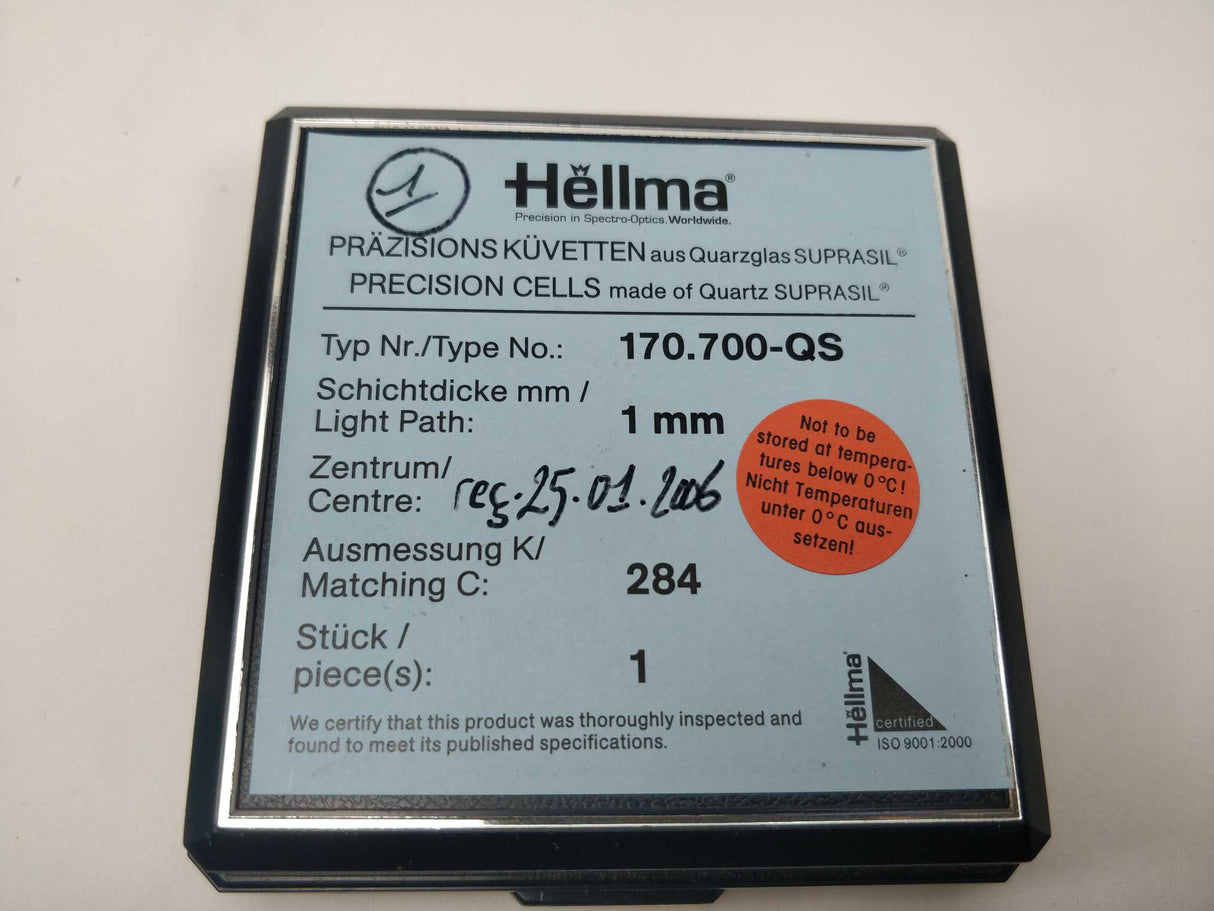 1
Hëllma®
Precision in Spectro-Optics. Worldwide.
PRÄZISIONS KÜVETTEN aus Quarzglas SUPRASIL®
PRECISION CELLS made of Quartz SUPRASIL®
Typ Nr./Type No.: 170.700-QS
Schichtdicke mm /
Light Path: 1 mm
Zentrum/
Centre: reç. 25.01.2006
Ausmessung K/
Matching C: 284
Stück /
piece(s): 1
We certify that this product was thoroughly inspected and
found to meet its published specifications.
Not to be
stored at tempera-
tures below 0°C!
Nicht Temperaturen
unter 0°C aus-
setzen!
Hëllma®
certified
ISO 9001:2000